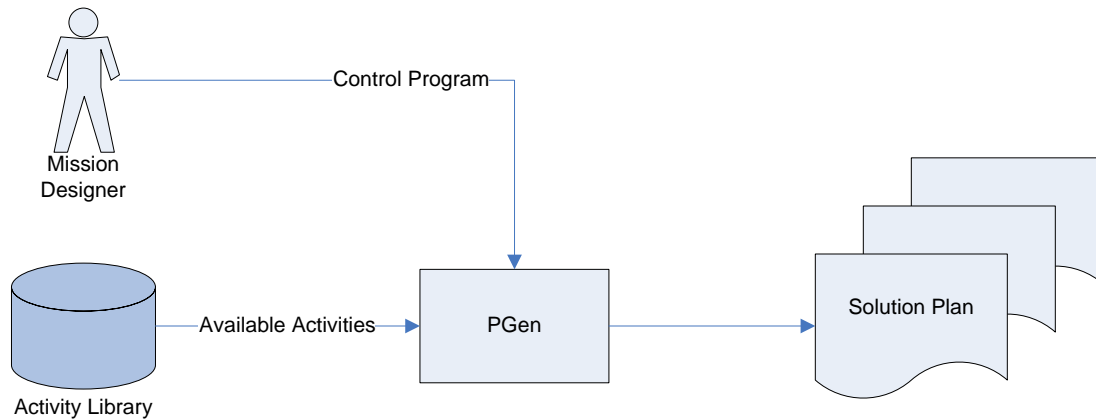 Control Program
Mission
Designer
Available Activities
PGen
Solution Plan
Activity Library